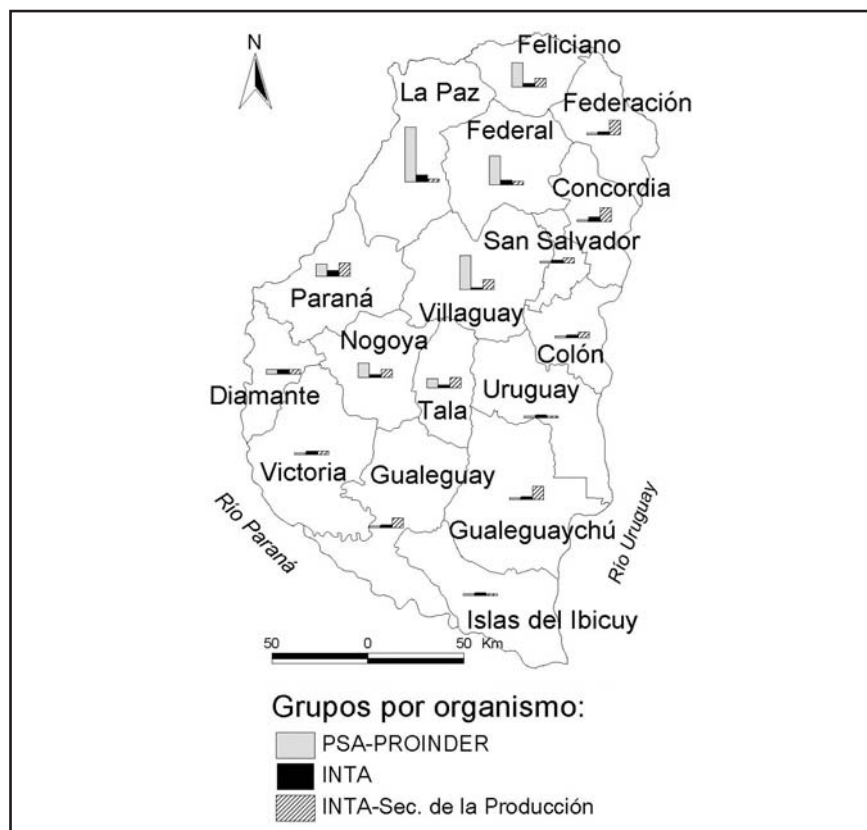 N
Feliciano
La Paz
Federación
Federal
Concordia
San Salvador
Paraná
Villaguay
Nogoya
Colón
Diamante
Tala
Uruguay
Victoria
Gualeguay
Río Paraná
Gualeguaychú
Río Uruguay
Islas del Ibicuy
50 0 50 Km
Grupos por organismo:
PSA-PROINDER
INTA
INTA-Sec. de la Producción